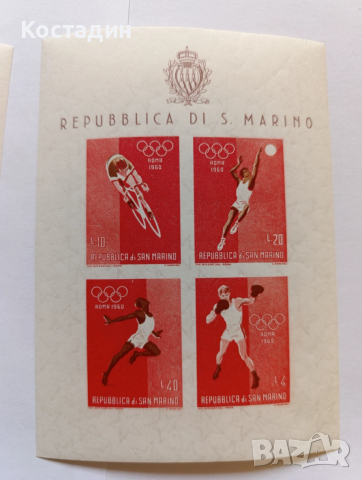 Костадин
REPUBBLICA DI S. MARINO
ROMA
1960
L.10
REPUBBLICA di SAN MARINO
ROMA
1960
L.20
REPUBBLICA di SAN MARINO
ROMA
1960
L.40
REPUBBLICA di SAN MARINO
ROMA
1960
L.4
REPUBBLICA di SAN MARINO
BAZAR